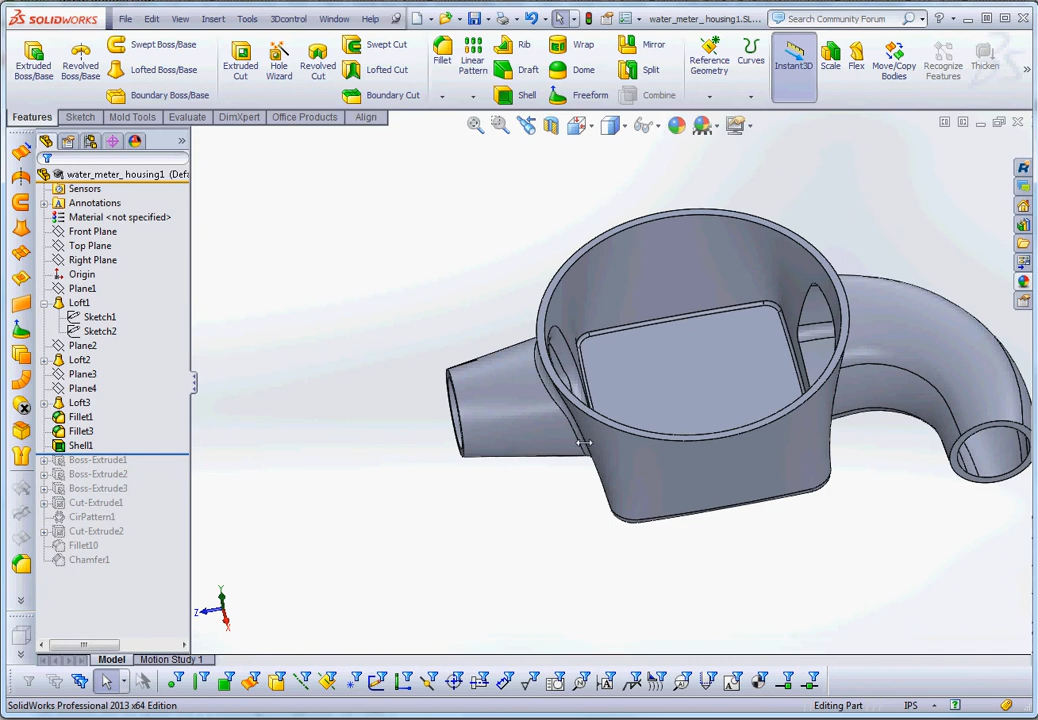 SOLIDWORKS File Edit View Insert Tools 3Dcontrol Window Help water_meter_ housing1.SL... Search Community Forum
Extruded Boss/Base
Revolved Boss/Base
Swept Boss/Base
Lofted Boss/Base
Boundary Boss/Base
Extruded Cut
Hole Wizard
Revolved Cut
Swept Cut
Lofted Cut
Boundary Cut
Fillet
Linear Pattern
Rib
Draft
Shell
Wrap
Dome
Freeform
Mirror
Split
Combine
Reference Geometry
Curves
Instant3D
Scale
Flex
Move/Copy Bodies
Recognize Features
Thicken
Features Sketch Mold Tools Evaluate DimXpert Office Products Align
water_meter_ housing1 (Defa
Sensors
Annotations
Material <not specified>
Front Plane
Top Plane
Right Plane
Origin
Plane1
Loft1
Sketch1
Sketch2
Plane2
Loft2
Plane3
Plane4
Loft3
Fillet1
Fillet3
Shell1
Boss-Extrude1
Boss-Extrude2
Boss-Extrude3
Cut-Extrude1
CirPattern1
Cut-Extrude2
Fillet10
Chamfer1
Y
Z
X
Model Motion Study 1
SolidWorks Professional 2013 x64 Edition Editing Part IPS